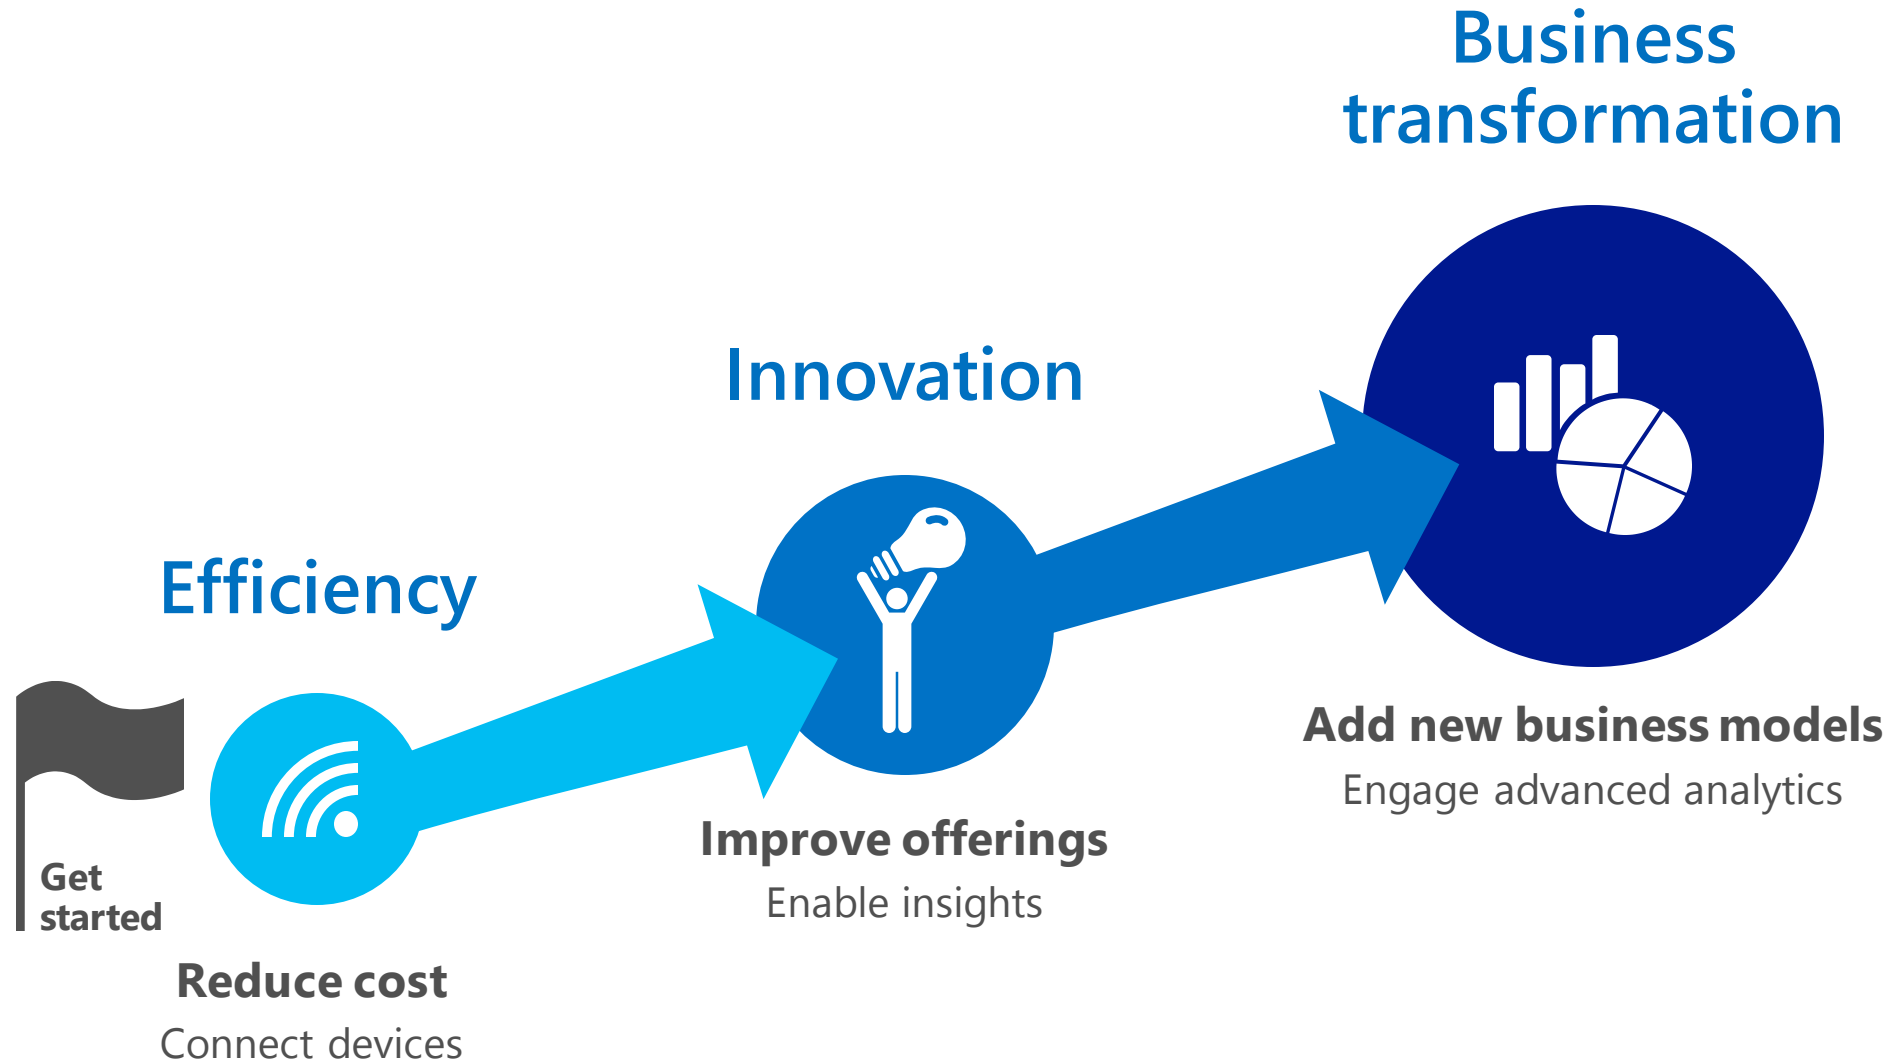 Business
transformation
Innovation
Efficiency
Get
started
Reduce cost
Connect devices
Improve offerings
Enable insights
Add new business models
Engage advanced analytics